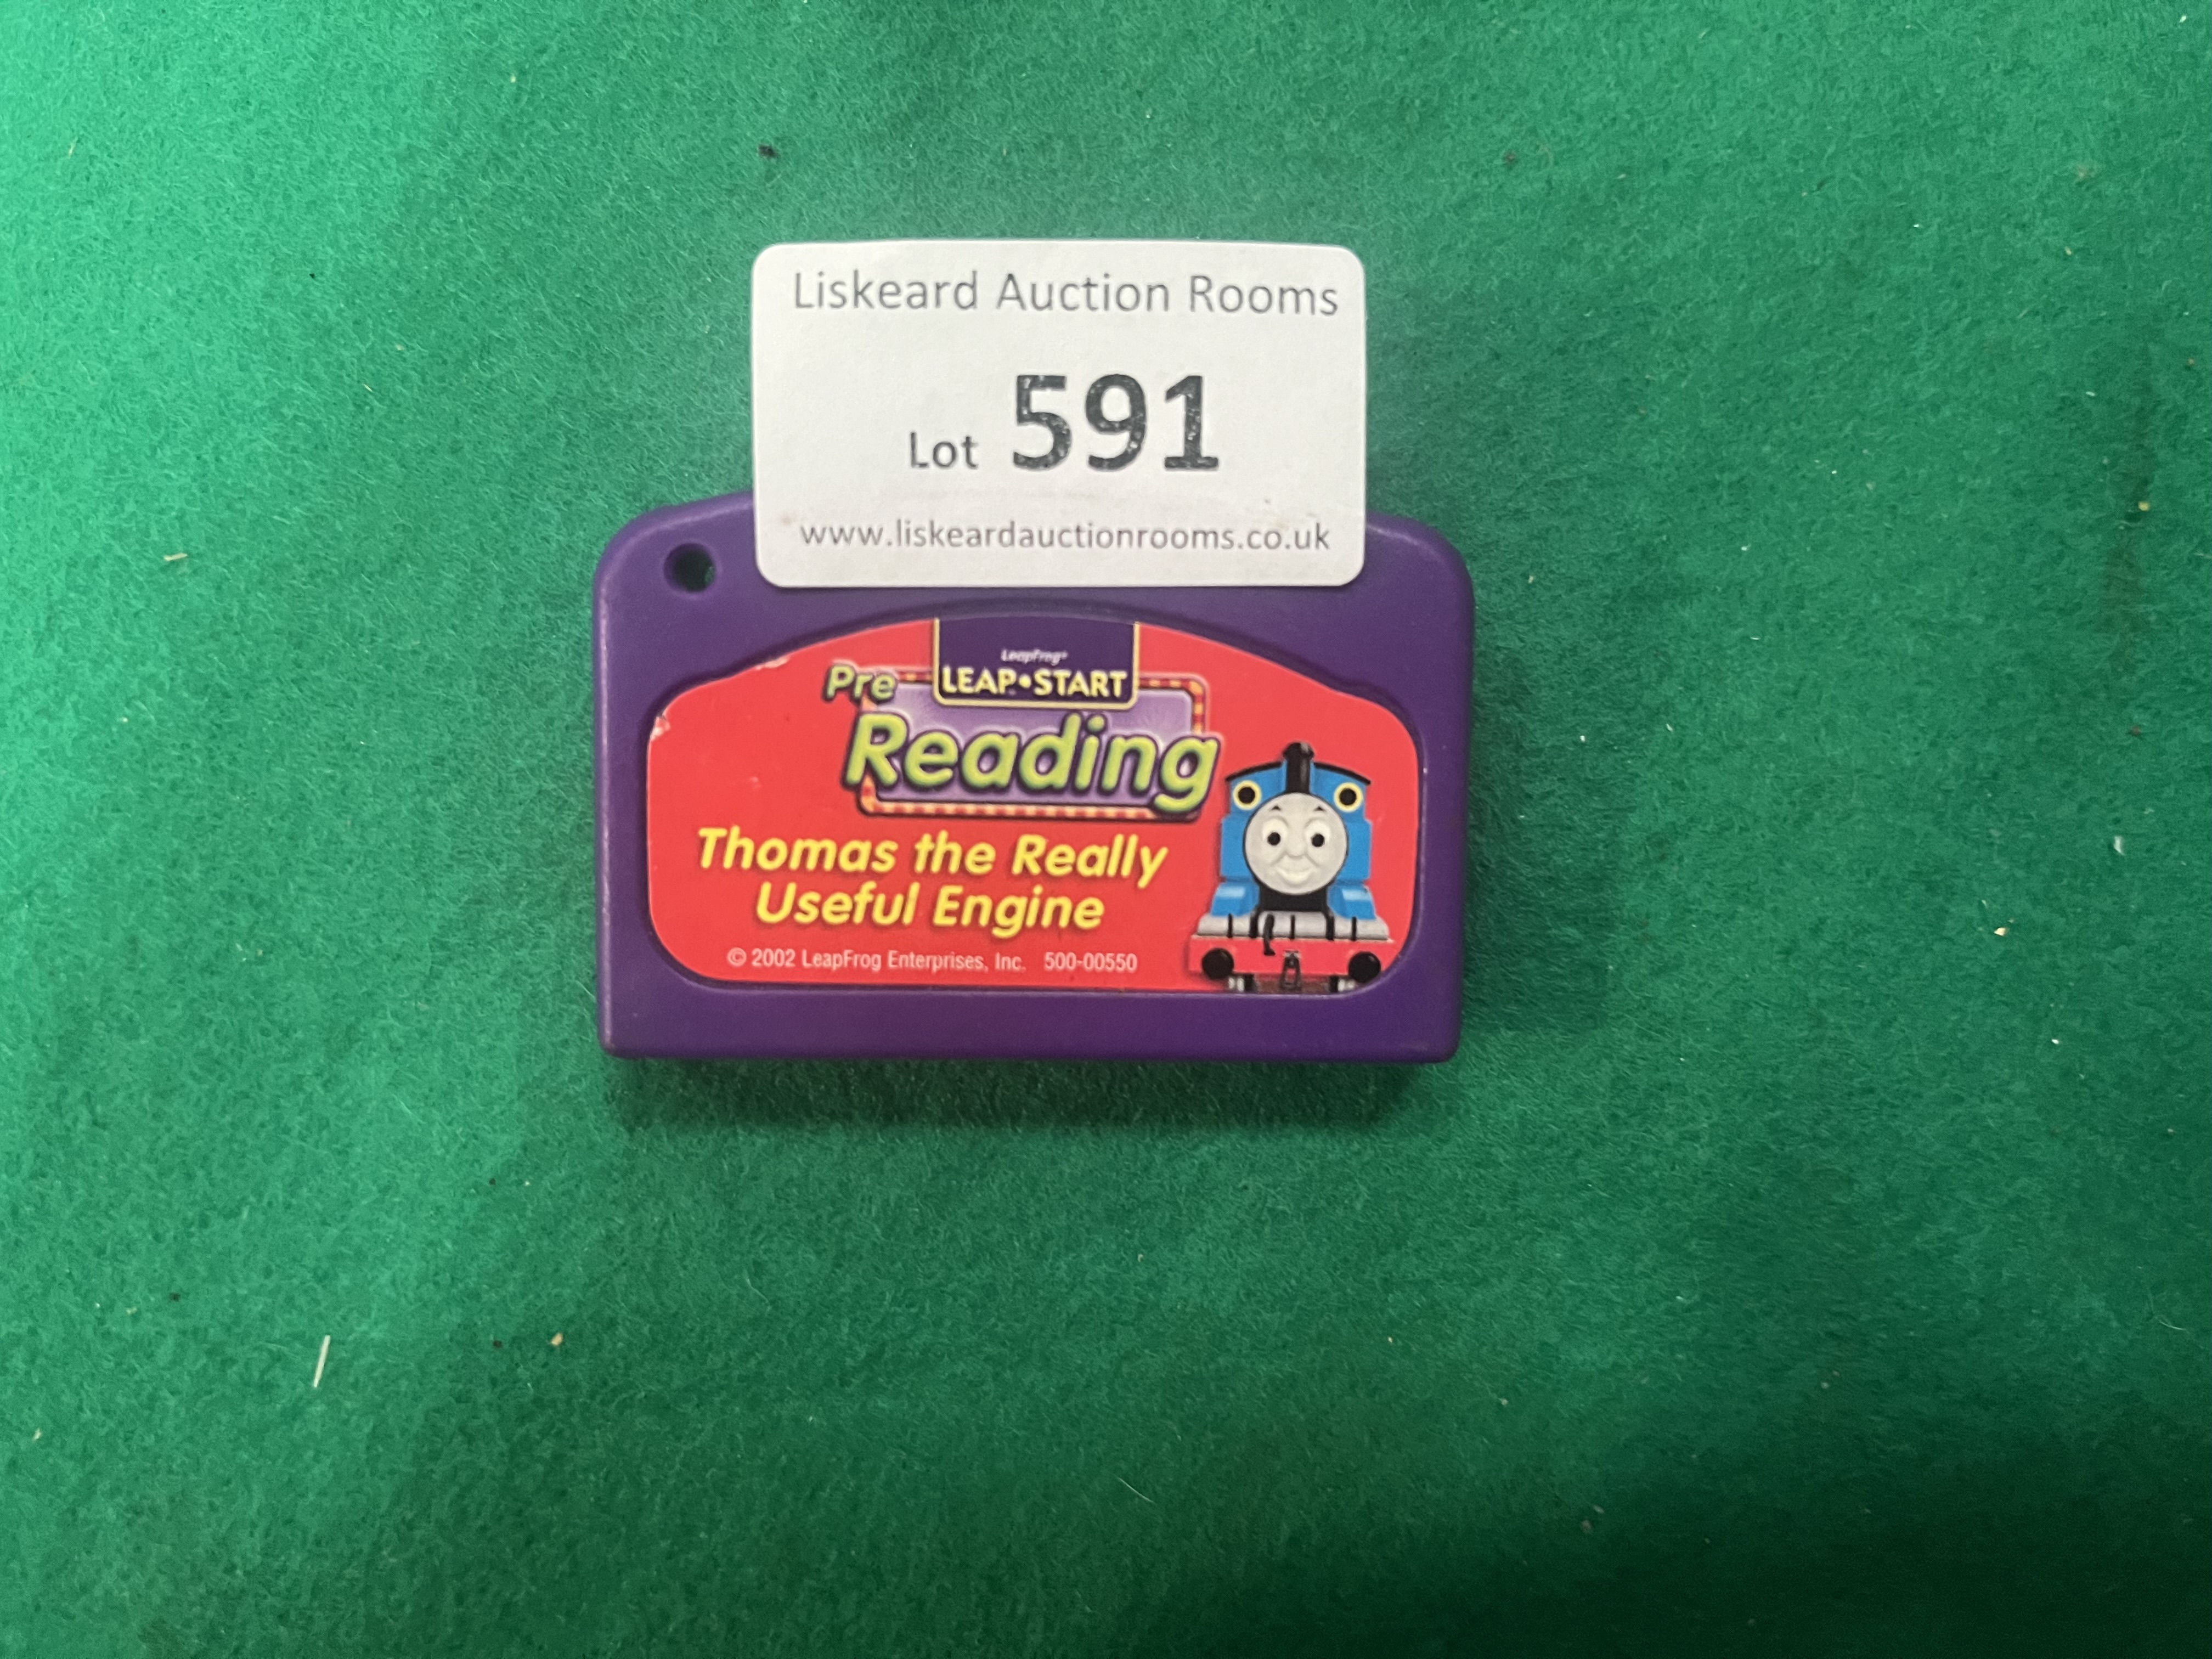 Liskeard Auction Rooms
Lot 591
www.liskeardauctionrooms.co.uk
LeapFrog®
LEAP•START
Pre
Reading
Thomas the Really
Useful Engine
© 2002 LeapFrog Enterprises, Inc. 500-00550